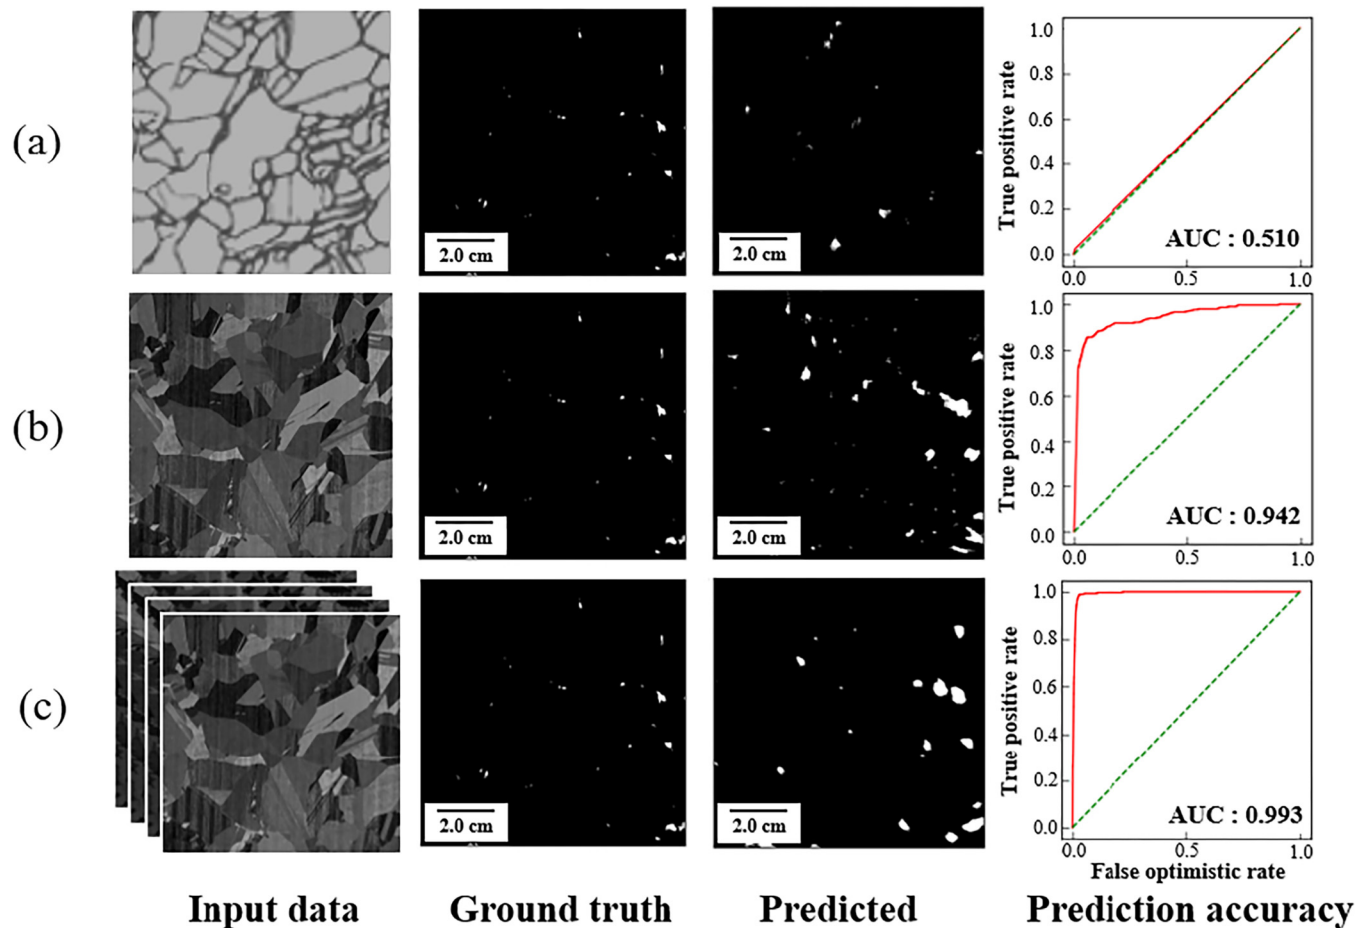 (a)
2.0 cm
2.0 cm
True positive rate
1.0
0.8
0.6
0.4
0.2
0.0
AUC : 0.510
0.0 0.5 1.0
(b)
2.0 cm
2.0 cm
True positive rate
1.0
0.8
0.6
0.4
0.2
0.0
AUC : 0.942
0.0 0.5 1.0
(c)
2.0 cm
2.0 cm
True positive rate
1.0
0.8
0.6
0.4
0.2
0.0
AUC : 0.993
0.0 0.5 1.0
False optimistic rate
Input data Ground truth Predicted Prediction accuracy